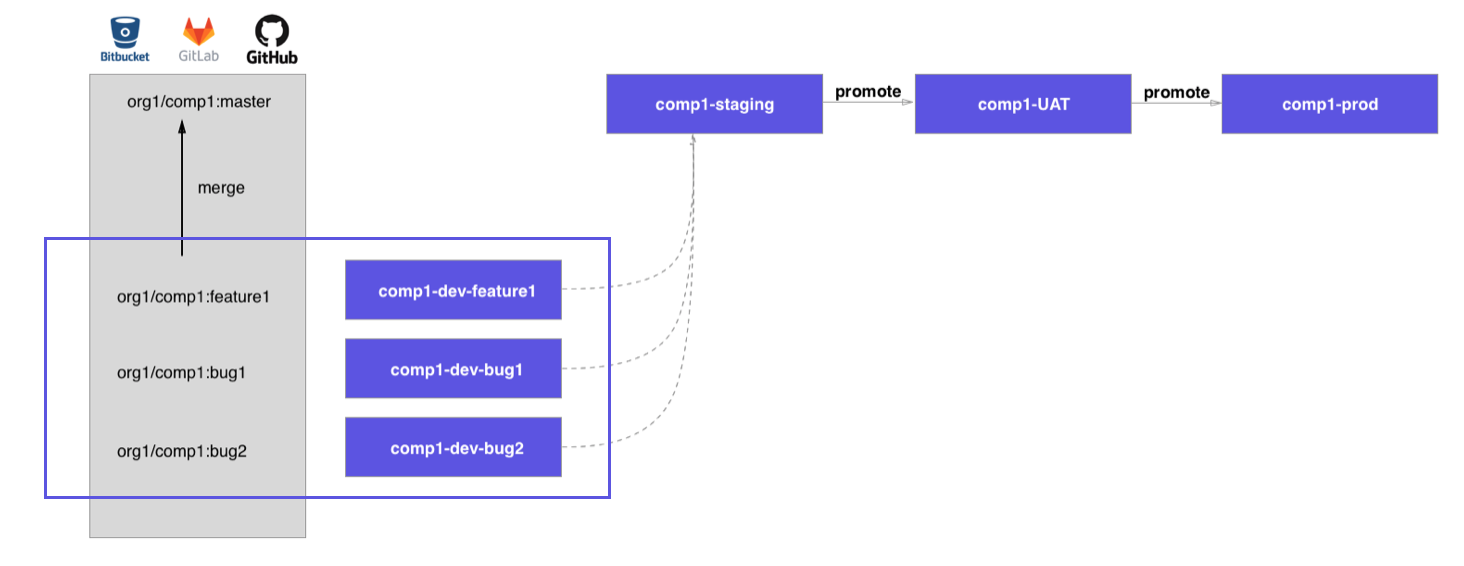 Bitbucket
GitLab
GitHub
org1/comp1:master
merge
org1/comp1:feature1
org1/comp1:bug1
org1/comp1:bug2
comp1-dev-feature1
comp1-dev-bug1
comp1-dev-bug2
comp1-staging
promote
comp1-UAT
promote
comp1-prod